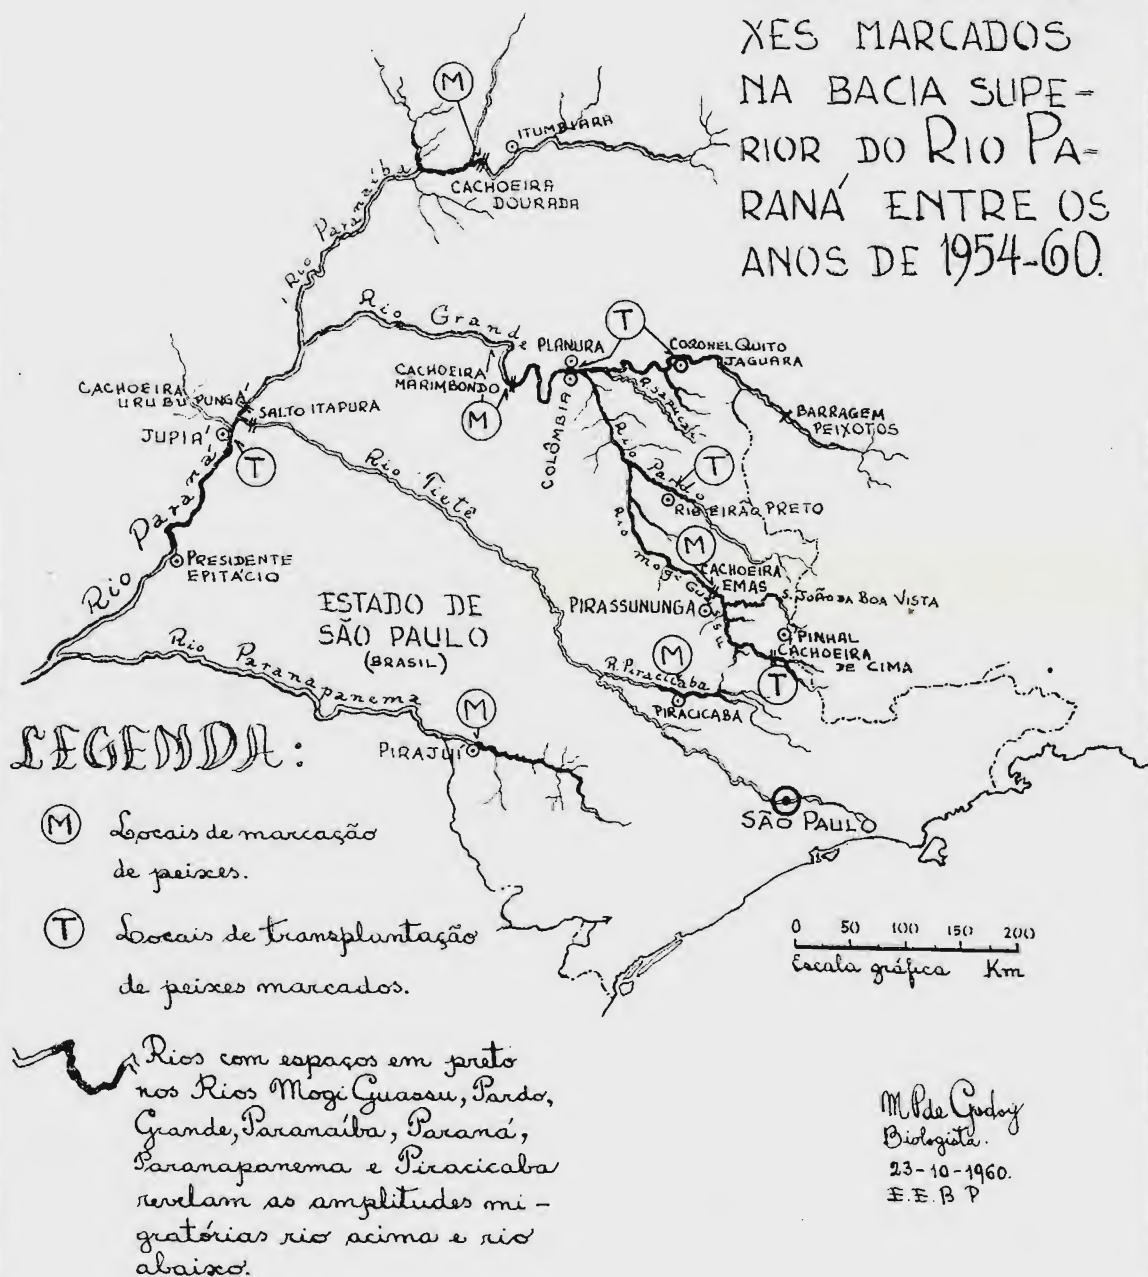 XES MARCADOS
NA BACIA SUPE-
RIOR DO RIO PA-
RANÁ ENTRE OS
ANOS DE 1954-60.
M
ITUMBIARA
CACHOEIRA
DOURADA
Rio Paranaíba
Rio Grande
T
PLANURA
CORONEL QUITO
JAGUARA
CACHOEIRA
MARIMBONDO
M
COLÔMBIA
R. Sapucaí
BARRAGEM
PEIXOTOS
CACHOEIRA
URUBUPUNGÁ
SALTO ITAPURA
JUPIÁ
T
Rio Tietê
Rio Pardo
T
RIBEIRÃO PRETO
Rio Paraná
PRESIDENTE
EPITÁCIO
Rio Mogi Guassu
M
CACHOEIRA
EMAS
S. JOÃO DA BOA VISTA
PIRASSUNUNGA
PINHAL
CACHOEIRA
DE CIMA
T
ESTADO DE
SÃO PAULO
(BRASIL)
Rio Paranapanema
M
R. Piracicaba
PIRACICABA
M
PIRAJUÍ
SÃO PAULO
LEGENDA:
M Locais de marcação
de peixes.
T Locais de transplantação
de peixes marcados.
0 50 100 150 200
Escala gráfica Km
Rios com espaços em preto
nos Rios Mogi Guassu, Pardo,
Grande, Paranaíba, Paraná,
Paranapanema e Piracicaba
revelam as amplitudes mi-
gratórias rio acima e rio
abaixo.
M P de Godoy
Biologista.
23-10-1960.
E.E.B P